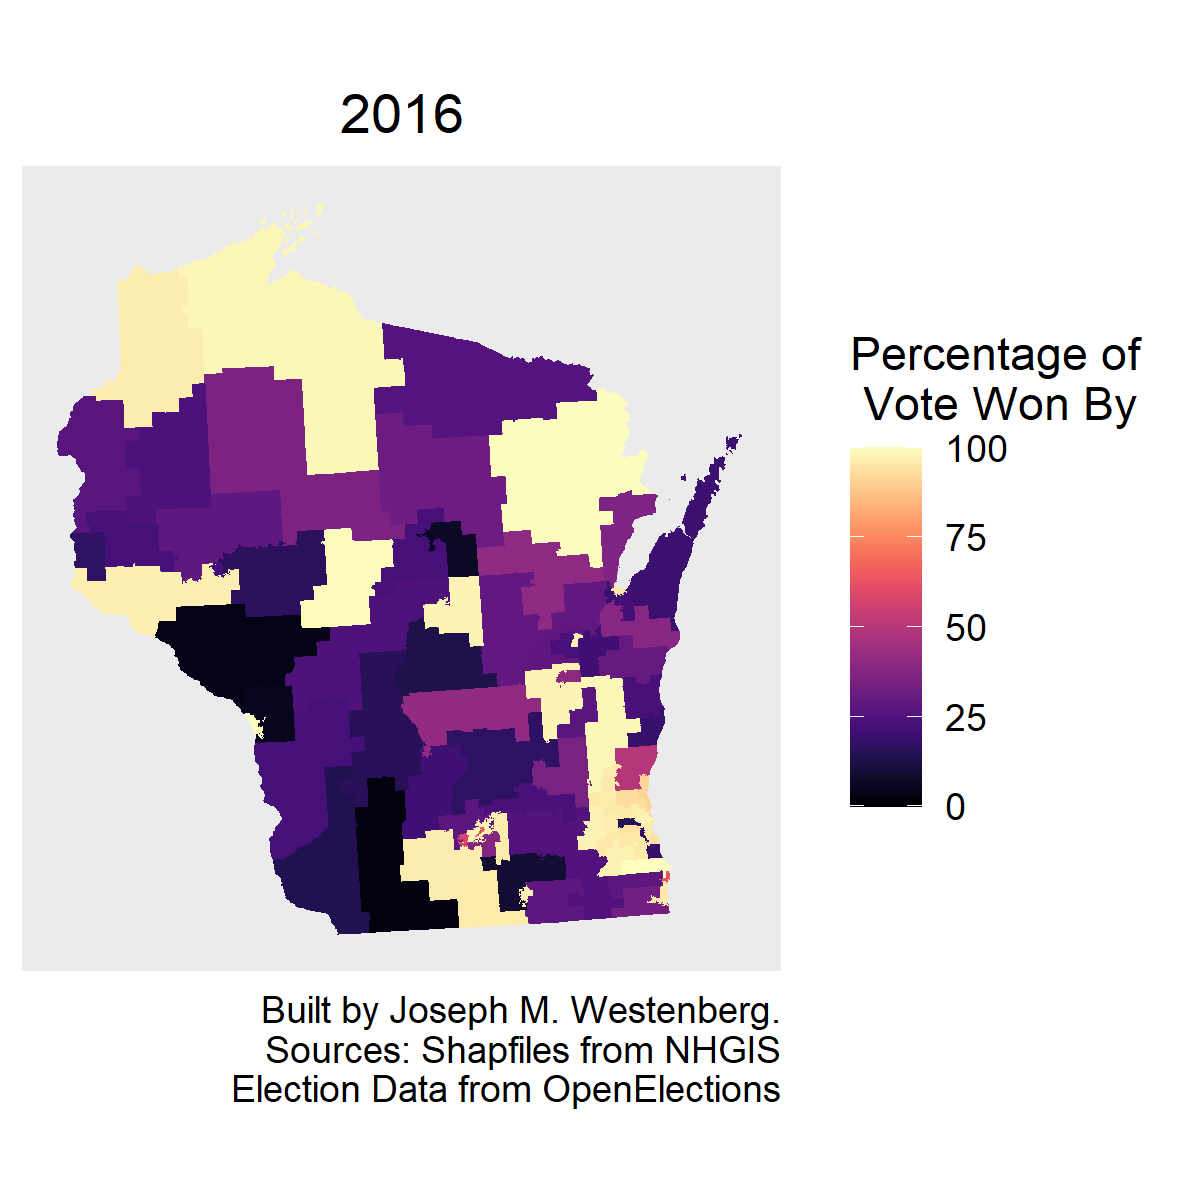 2016
Percentage of
Vote Won By
100
75
50
25
0
Built by Joseph M. Westenberg.
Sources: Shapfiles from NHGIS
Election Data from OpenElections